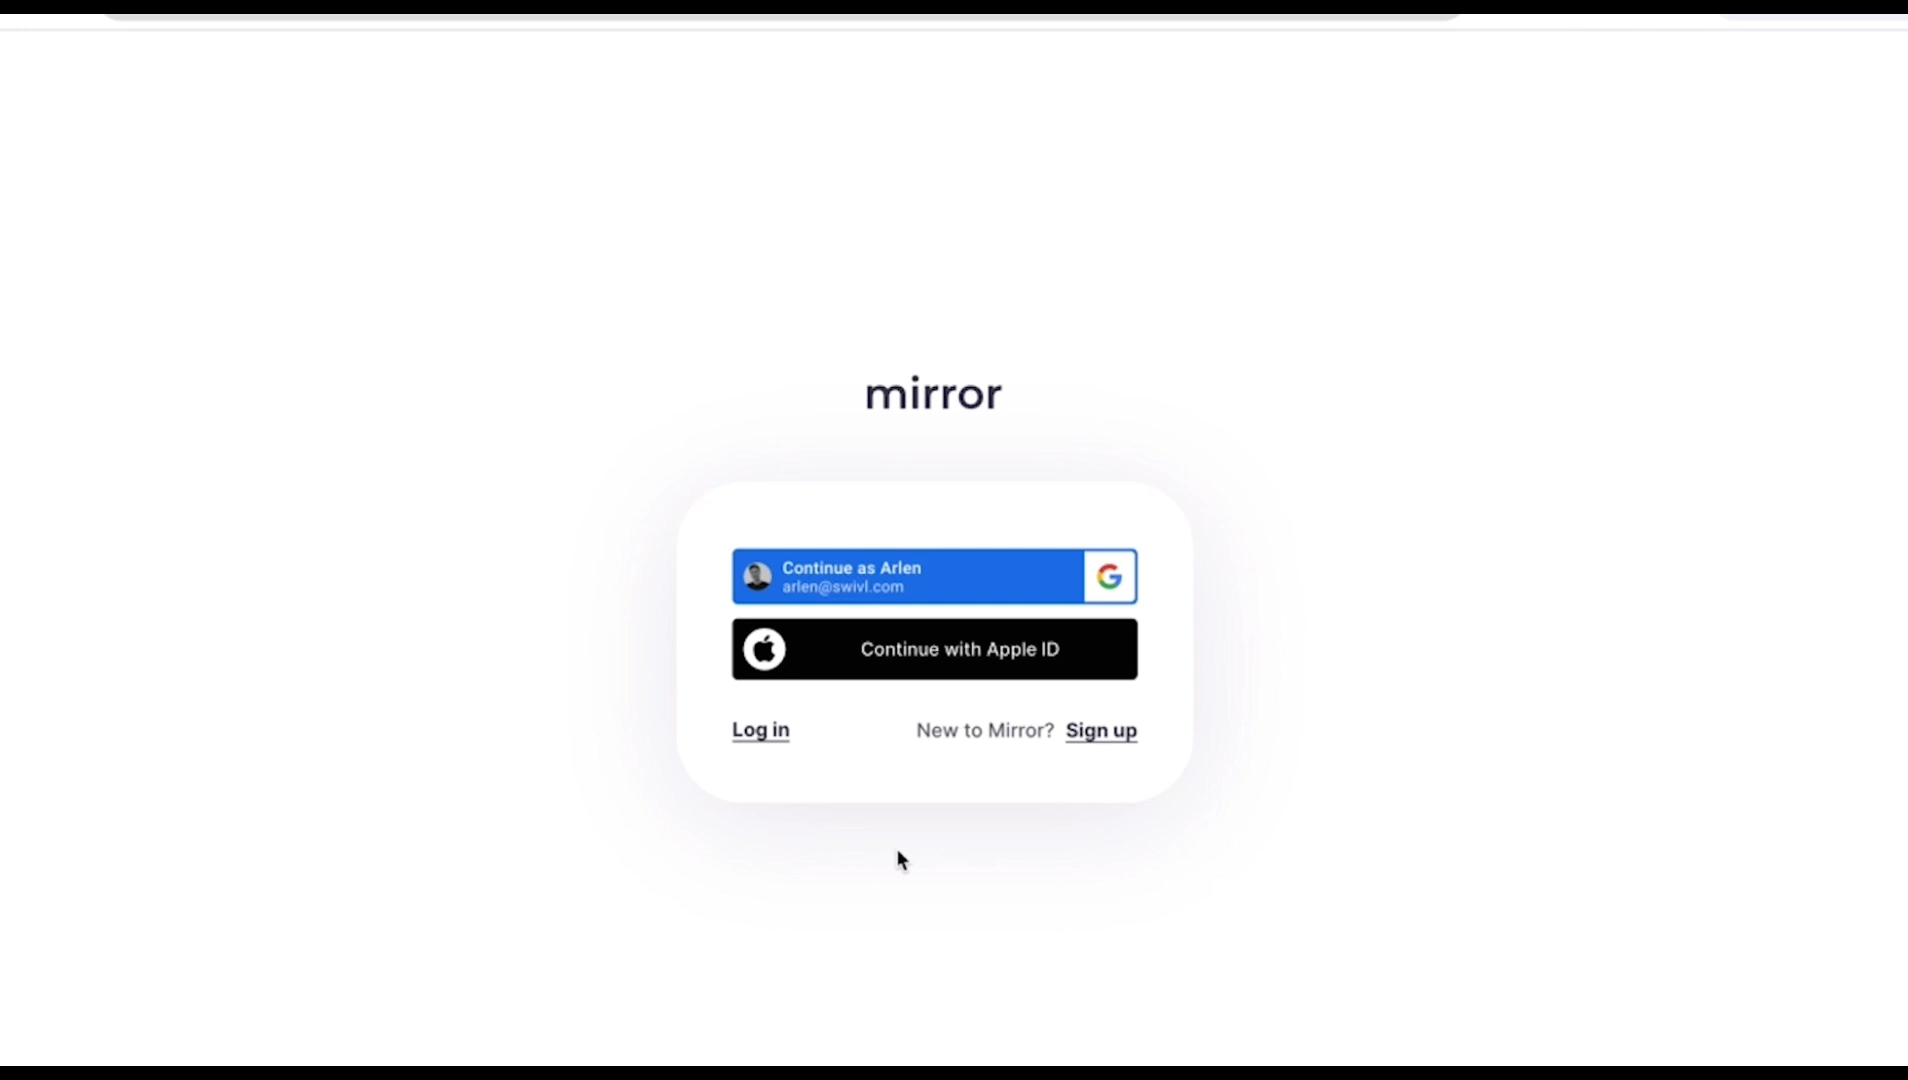 mirror
Continue as Arlen
arlen@swivl.com
Continue with Apple ID
Log in
New to Mirror? Sign up